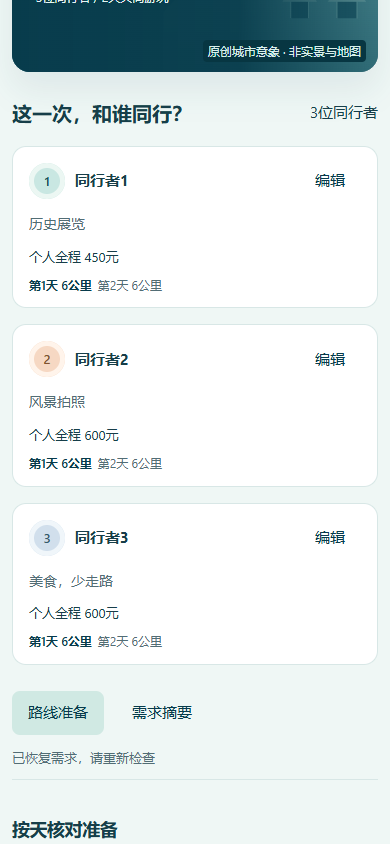 原创城市意象 · 非实景与地图
这一次，和谁同行？
3位同行者
1
同行者1
编辑
历史展览
个人全程 450元
第1天 6公里 第2天 6公里
2
同行者2
编辑
风景拍照
个人全程 600元
第1天 6公里 第2天 6公里
3
同行者3
编辑
美食，少走路
个人全程 600元
第1天 6公里 第2天 6公里
路线准备
需求摘要
已恢复需求，请重新检查
按天核对准备